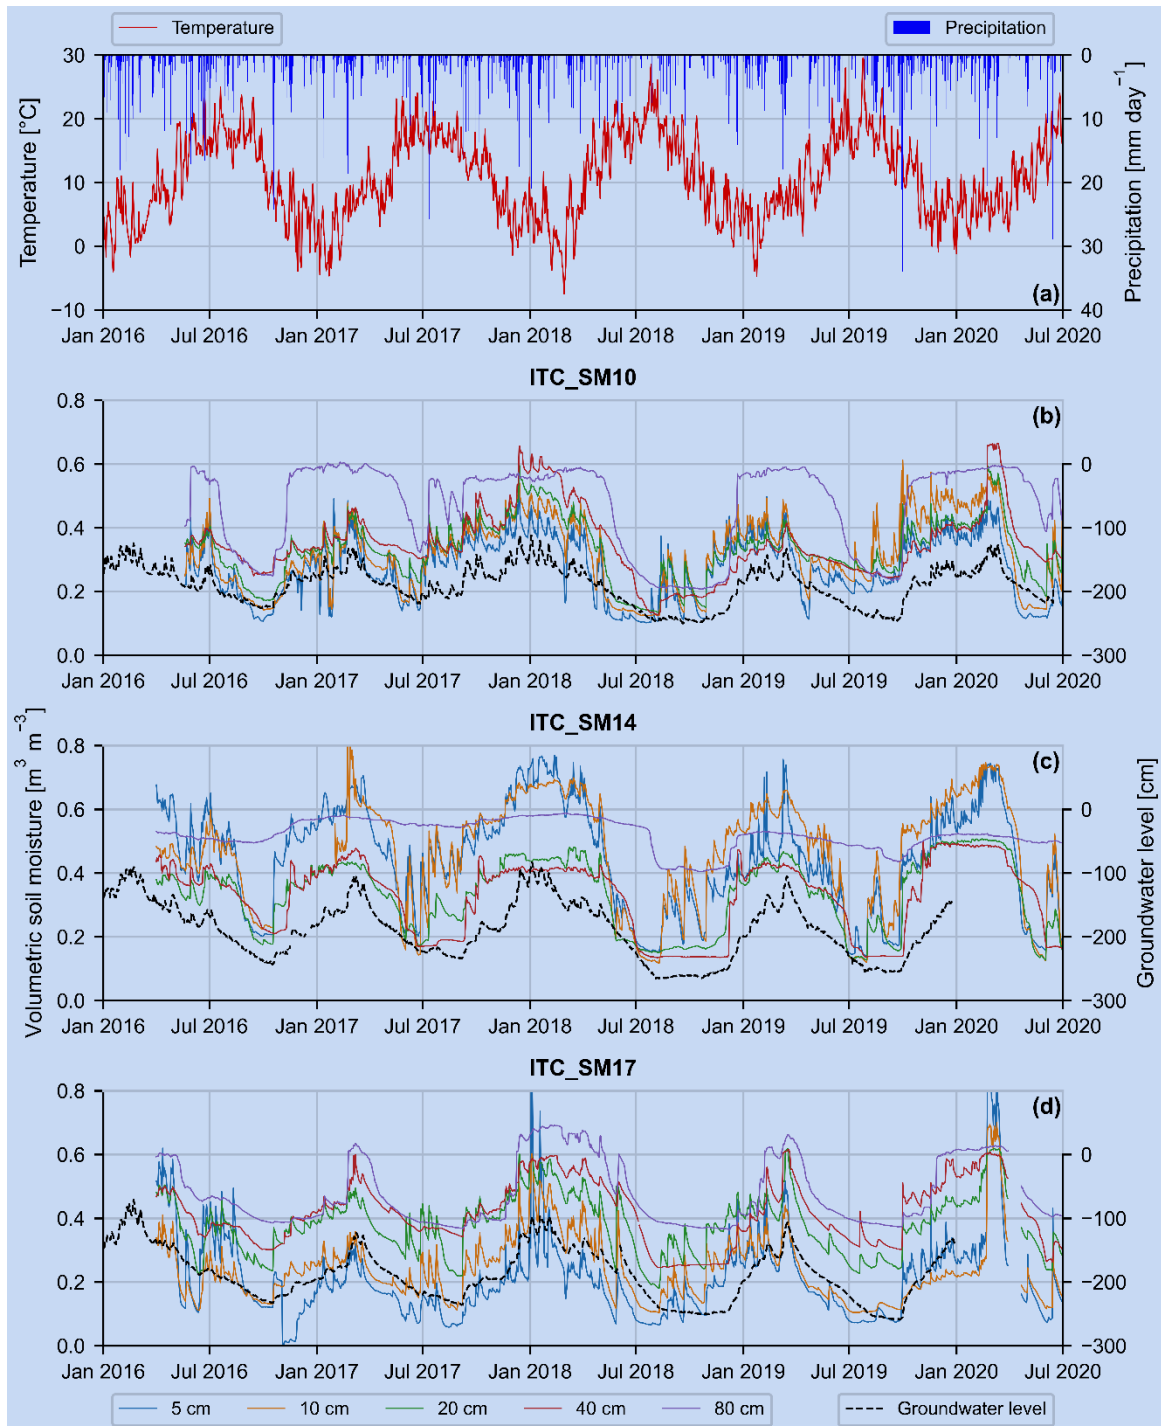 Temperature
Precipitation
Temperature [°C]
30
20
10
0
−10
0
10
20
30
40
Precipitation [mm day⁻¹]
(a)
Jan 2016 Jul 2016 Jan 2017 Jul 2017 Jan 2018 Jul 2018 Jan 2019 Jul 2019 Jan 2020 Jul 2020
ITC_SM10
(b)
0.8
0.6
0.4
0.2
0.0
0
−100
−200
−300
Jan 2016 Jul 2016 Jan 2017 Jul 2017 Jan 2018 Jul 2018 Jan 2019 Jul 2019 Jan 2020 Jul 2020
Volumetric soil moisture [m³ m⁻³]
ITC_SM14
(c)
0.8
0.6
0.4
0.2
0.0
0
−100
−200
−300
Groundwater level [cm]
Jan 2016 Jul 2016 Jan 2017 Jul 2017 Jan 2018 Jul 2018 Jan 2019 Jul 2019 Jan 2020 Jul 2020
ITC_SM17
(d)
0.8
0.6
0.4
0.2
0.0
0
−100
−200
−300
Jan 2016 Jul 2016 Jan 2017 Jul 2017 Jan 2018 Jul 2018 Jan 2019 Jul 2019 Jan 2020 Jul 2020
5 cm 10 cm 20 cm 40 cm 80 cm Groundwater level